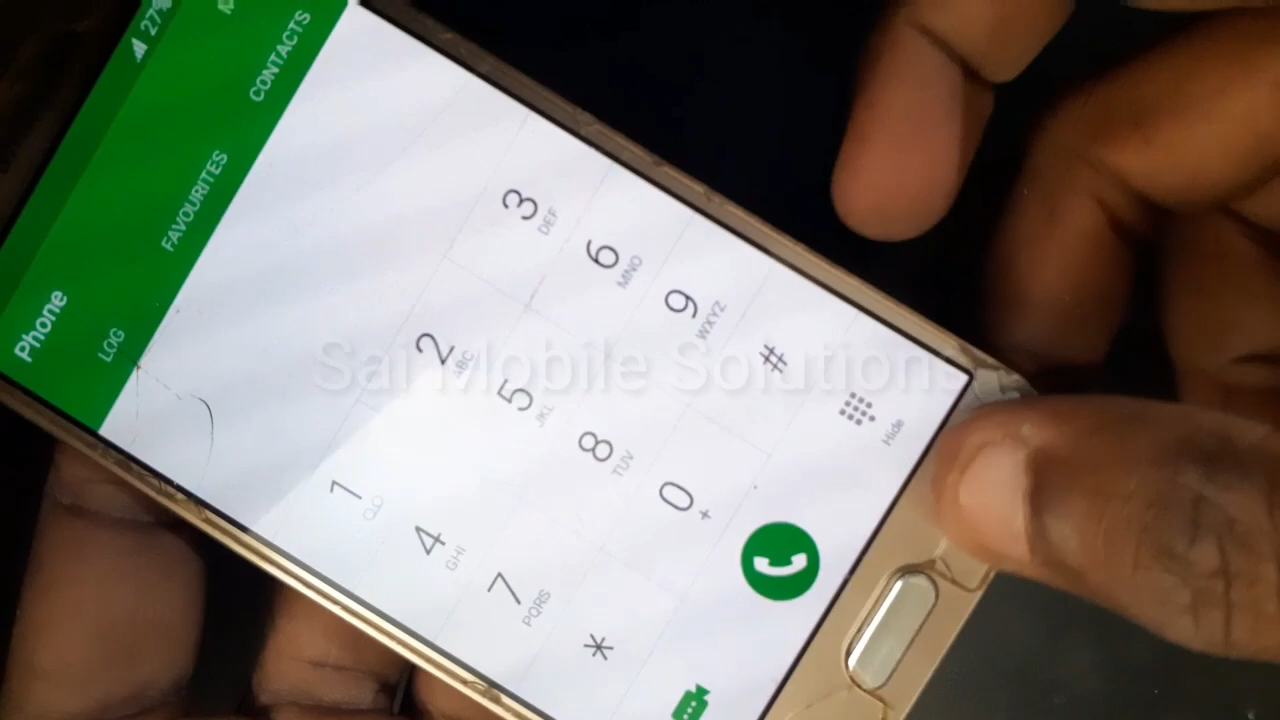 27%
Phone
LOG
FAVOURITES
CONTACTS
1
2 ABC
3 DEF
4 GHI
5 JKL
6 MNO
7 PQRS
8 TUV
9 WXYZ
*
0 +
#
Hide
Sai Mobile Solutions